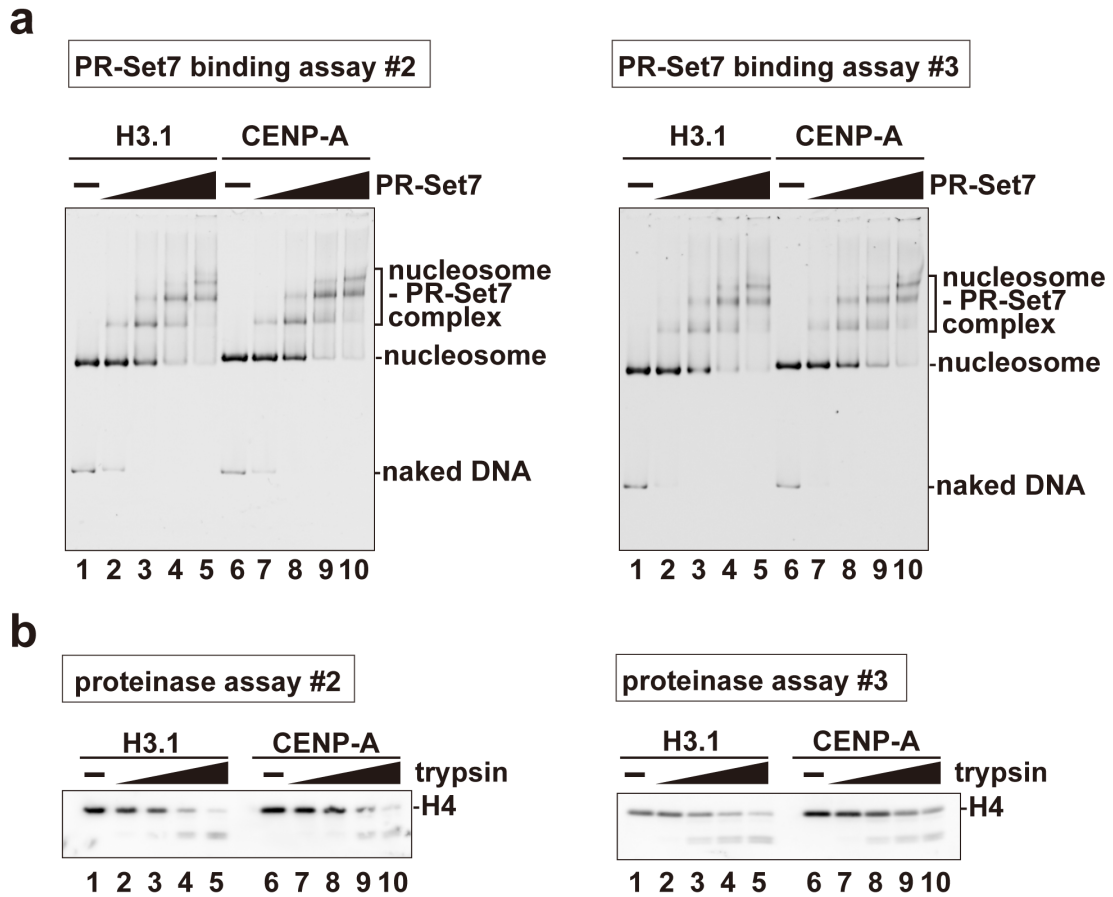 a
PR-Set7 binding assay #2
PR-Set7 binding assay #3
H3.1 CENP-A
PR-Set7
nucleosome
- PR-Set7
complex
-nucleosome
-naked DNA
1 2 3 4 5 6 7 8 9 10
H3.1 CENP-A
PR-Set7
nucleosome
- PR-Set7
complex
-nucleosome
-naked DNA
1 2 3 4 5 6 7 8 9 10
b
proteinase assay #2
proteinase assay #3
H3.1 CENP-A
trypsin
-H4
1 2 3 4 5 6 7 8 9 10
H3.1 CENP-A
trypsin
-H4
1 2 3 4 5 6 7 8 9 10